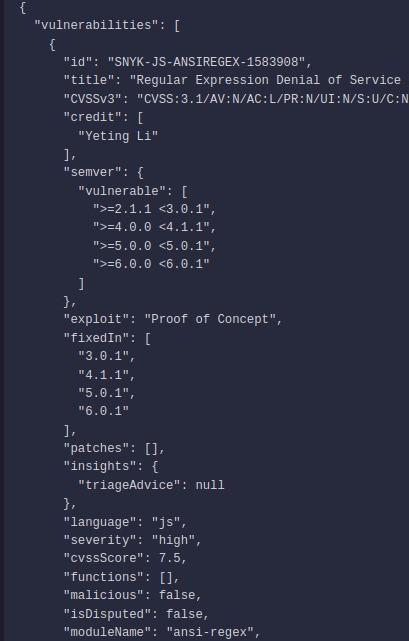 {
"vulnerabilities": [
{
"id": "SNYK-JS-ANSIREGEX-1583908",
"title": "Regular Expression Denial of Service
"CVSSv3": "CVSS:3.1/AV:N/AC:L/PR:N/UI:N/S:U/C:N
"credit": [
"Yeting Li"
],
"semver": {
"vulnerable": [
">=2.1.1 <3.0.1",
">=4.0.0 <4.1.1",
">=5.0.0 <5.0.1",
">=6.0.0 <6.0.1"
]
},
"exploit": "Proof of Concept",
"fixedIn": [
"3.0.1",
"4.1.1",
"5.0.1",
"6.0.1"
],
"patches": [],
"insights": {
"triageAdvice": null
},
"language": "js",
"severity": "high",
"cvssScore": 7.5,
"functions": [],
"malicious": false,
"isDisputed": false,
"moduleName": "ansi-regex",